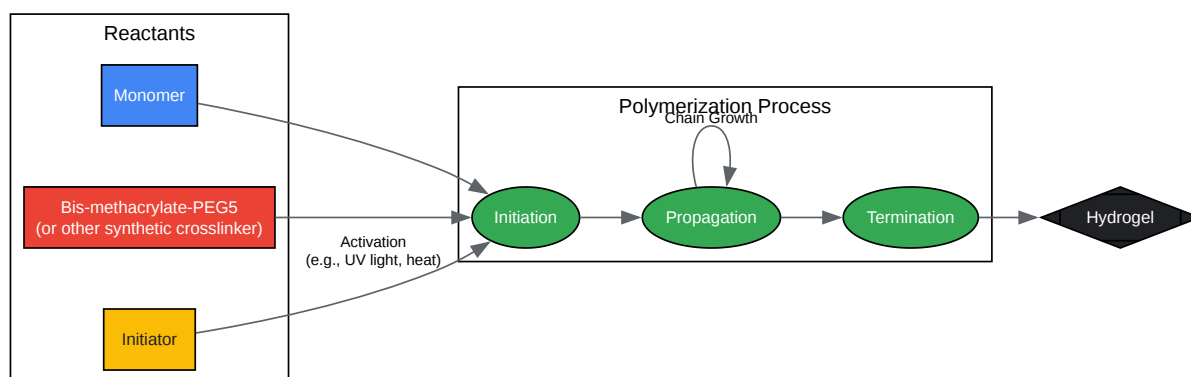 Reactants
Monomer
Bis-methacrylate-PEG5
(or other synthetic crosslinker)
Initiator
Activation
(e.g., UV light, heat)
Polymerization Process
Chain Growth
Initiation
Propagation
Termination
Hydrogel